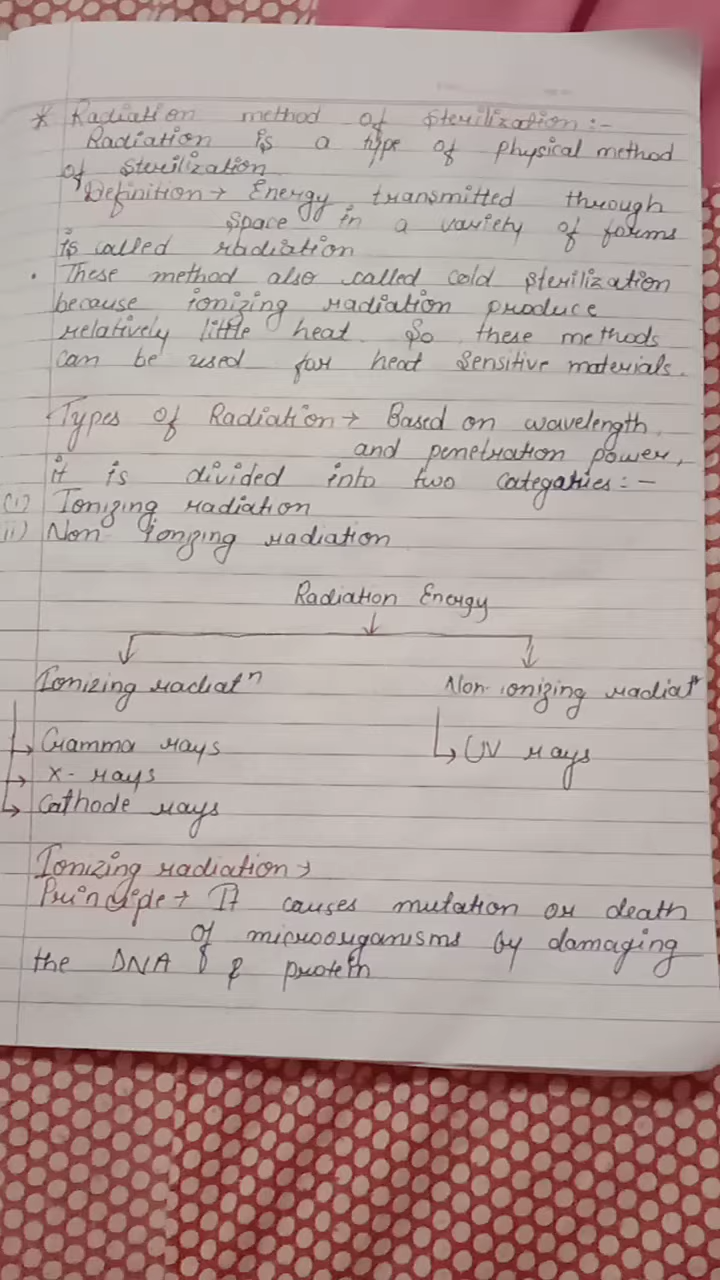 * Radiation method of Sterilization :-
Radiation is a type of physical method
of sterilization
Definition → Energy transmitted through
space in a variety of forms
is called radiation
• These method also called cold sterilization
because ionizing radiation produce
relatively little heat. So these methods
can be used for heat sensitive materials.
Types of Radiation → Based on wavelength
and penetration power,
it is divided into two categories :-
(i) Ionizing radiation
ii) Non Ionzing radiation
Radiation Energy
Ionizing radiatn
Non-ionizing radiatn
Gramma rays
UV rays
X-rays
Cathode rays
Ionizing radiation →
Principe → It causes mutation or death
of microorganisms by damaging
the DNA & protein